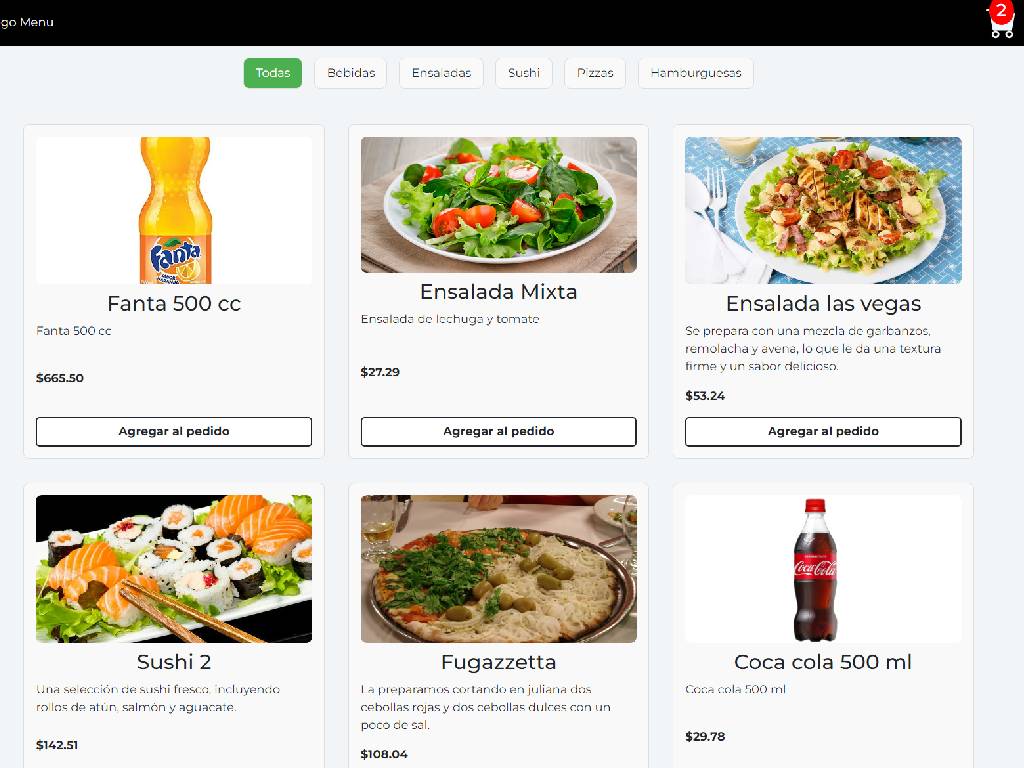 go Menu
2
Todas
Bebidas
Ensaladas
Sushi
Pizzas
Hamburguesas
Fanta
Fanta 500 cc
Fanta 500 cc
$665.50
Agregar al pedido
Ensalada Mixta
Ensalada de lechuga y tomate
$27.29
Agregar al pedido
Ensalada las vegas
Se prepara con una mezcla de garbanzos,
remolacha y avena, lo que le da una textura
firme y un sabor delicioso.
$53.24
Agregar al pedido
Sushi 2
Una selección de sushi fresco, incluyendo
rollos de atún, salmón y aguacate.
$142.51
Fugazzetta
La preparamos cortando en juliana dos
cebollas rojas y dos cebollas dulces con un
poco de sal.
$108.04
Coca-Cola
Coca cola 500 ml
Coca cola 500 ml
$29.78